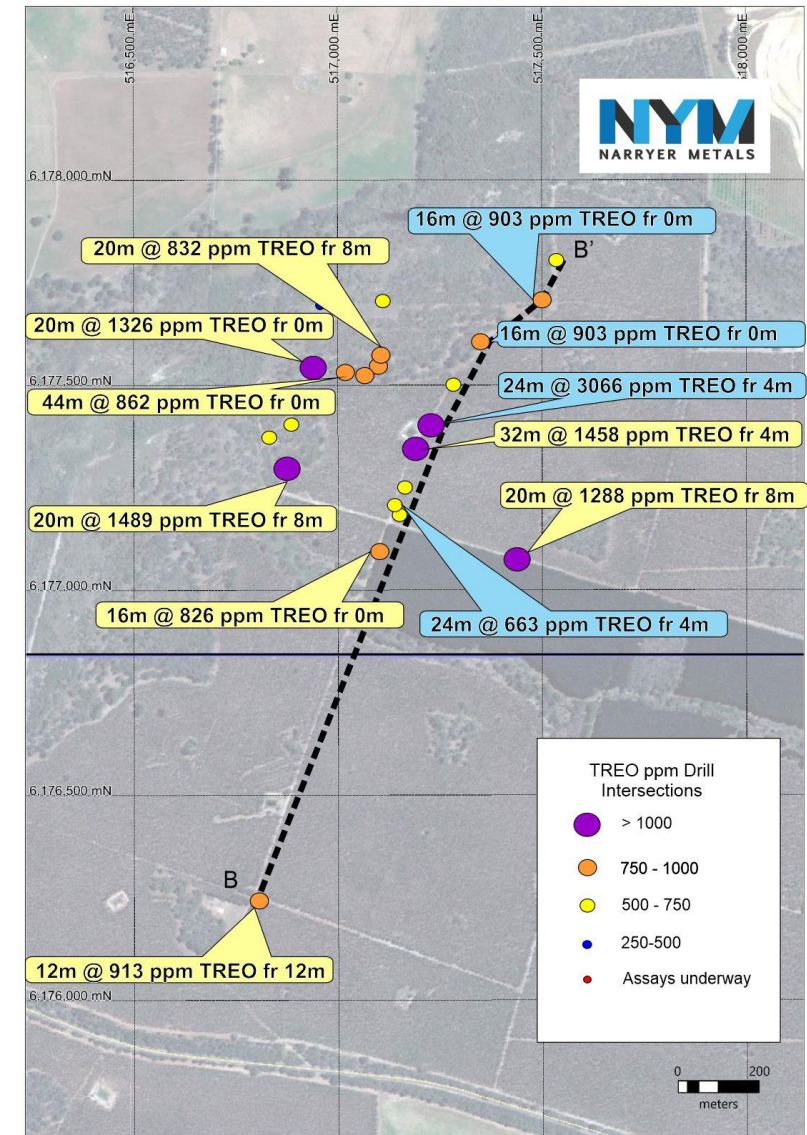 516,500 mE
517,000 mE
517,500 mE
518,000 mE
NYM
NARRYER METALS
6,178,000 mN
16m @ 903 ppm TREO fr 0m
20m @ 832 ppm TREO fr 8m
B'
20m @ 1326 ppm TREO fr 0m
16m @ 903 ppm TREO fr 0m
6,177,500 mN
24m @ 3066 ppm TREO fr 4m
44m @ 862 ppm TREO fr 0m
32m @ 1458 ppm TREO fr 4m
20m @ 1288 ppm TREO fr 8m
20m @ 1489 ppm TREO fr 8m
6,177,000 mN
16m @ 826 ppm TREO fr 0m
24m @ 663 ppm TREO fr 4m
6,176,500 mN
TREO ppm Drill
Intersections
> 1000
750 - 1000
500 - 750
250-500
Assays underway
B
12m @ 913 ppm TREO fr 12m
6,176,000 mN
0 200
meters